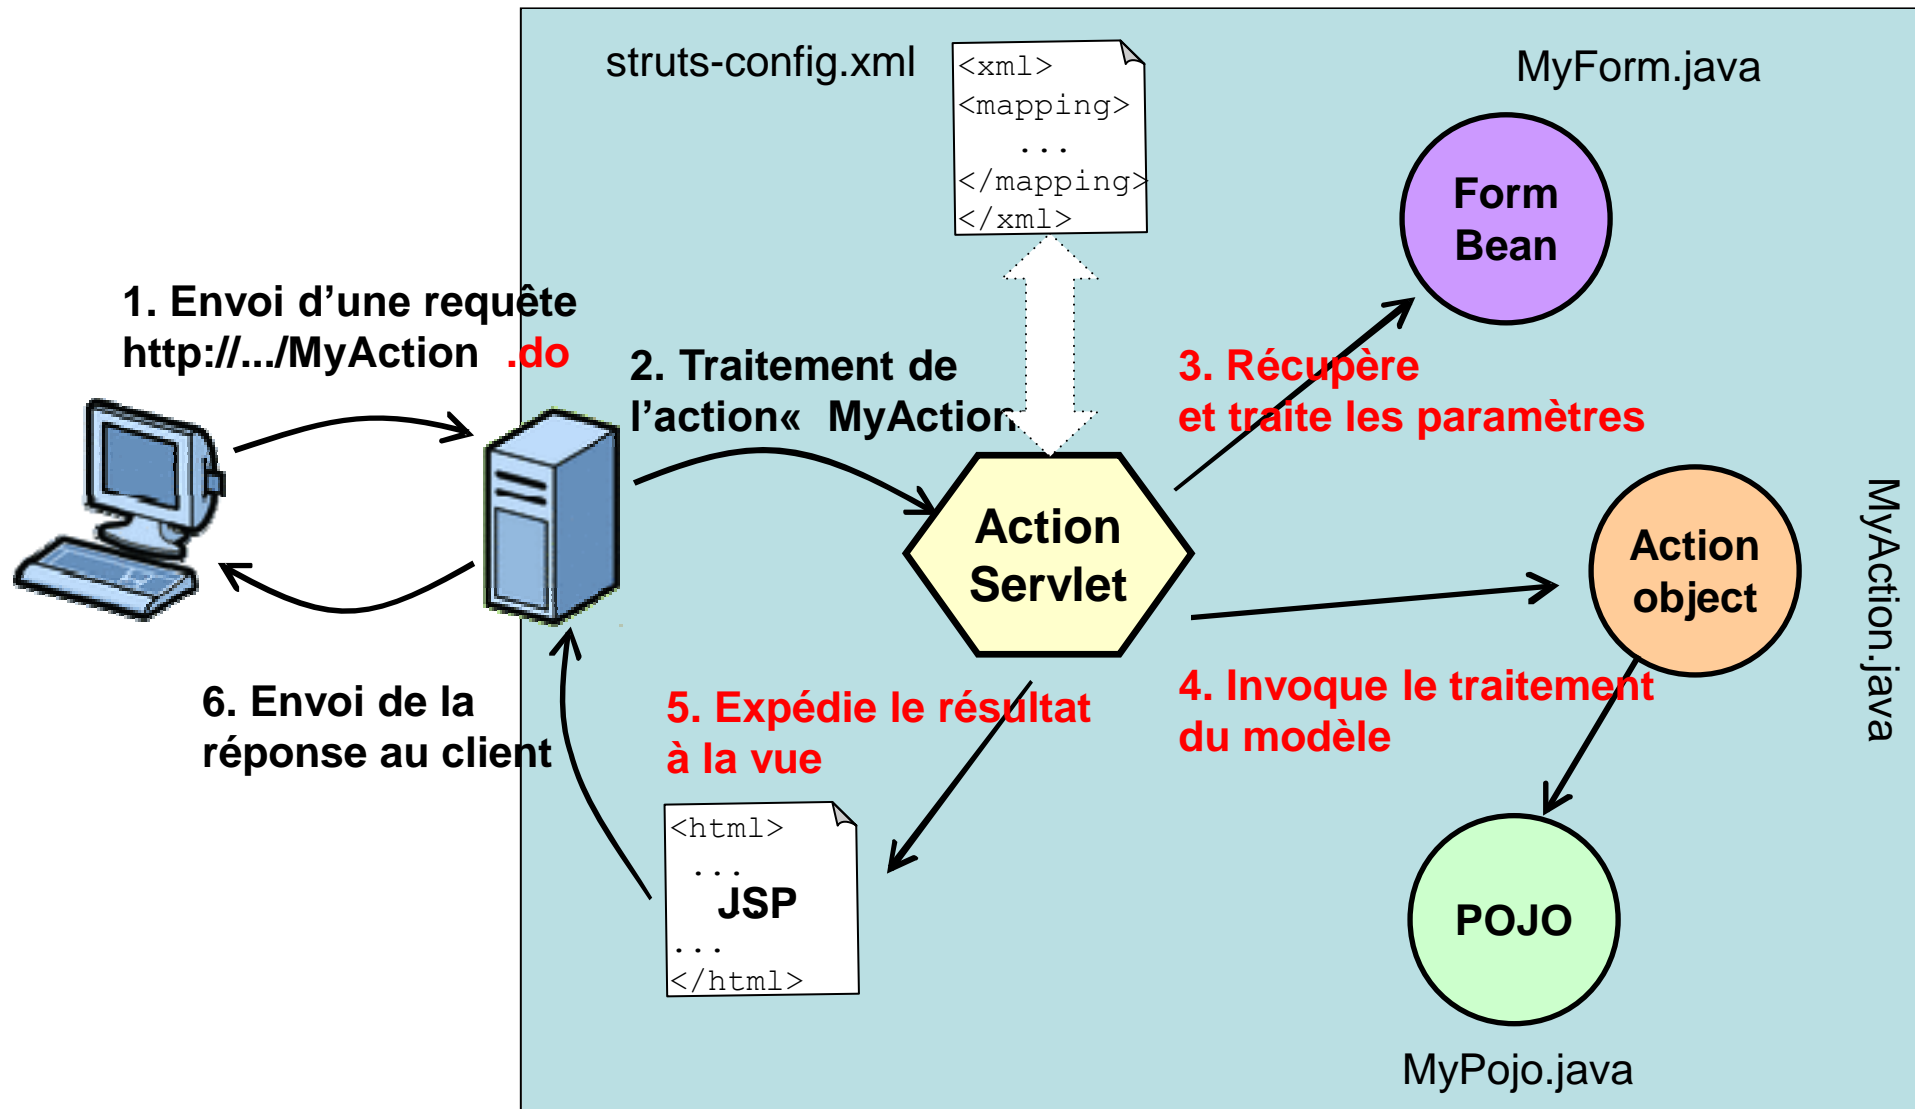 struts-config.xml
<xml>
<mapping>
...
</mapping>
</xml>
MyForm.java
Form
Bean
1. Envoi d’une requête
http://.../MyAction .do
2. Traitement de
l’action« MyAction
3. Récupère
et traite les paramètres
Action
Servlet
Action
object
MyAction.java
4. Invoque le traitement
du modèle
5. Expédie le résultat
à la vue
6. Envoi de la
réponse au client
<html>
...
JSP
...
</html>
POJO
MyPojo.java